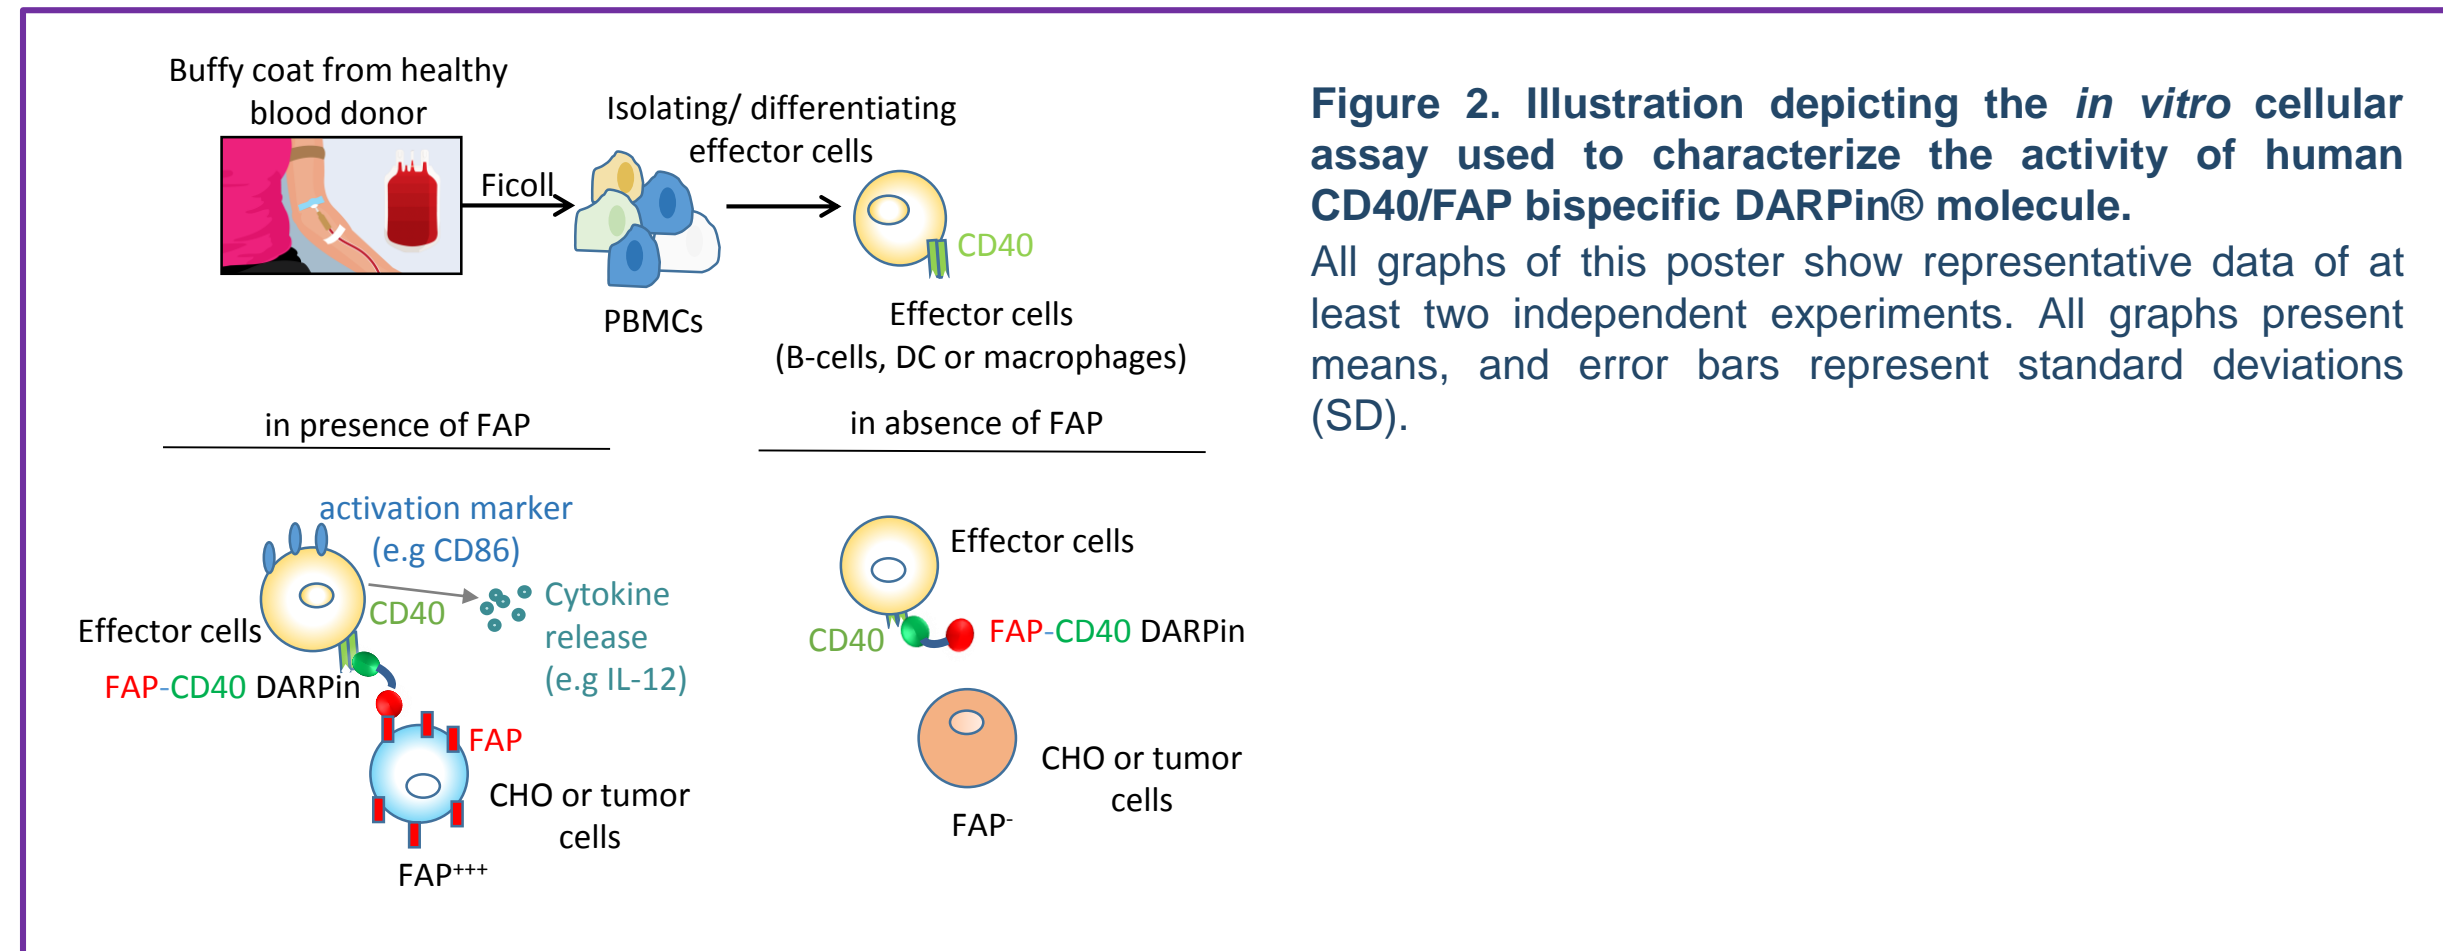 Buffy coat from healthy
blood donor
Ficoll
Isolating/ differentiating
effector cells
PBMCs
CD40
Effector cells
(B-cells, DC or macrophages)
in presence of FAP
activation marker
(e.g CD86)
Cytokine
release
(e.g IL-12)
CD40
Effector cells
FAP-CD40 DARPin
FAP
CHO or tumor
cells
FAP+++
in absence of FAP
Effector cells
CD40
FAP-CD40 DARPin
CHO or tumor
cells
FAP-
Figure 2. Illustration depicting the in vitro cellular
assay used to characterize the activity of human
CD40/FAP bispecific DARPin® molecule.
All graphs of this poster show representative data of at
least two independent experiments. All graphs present
means, and error bars represent standard deviations
(SD).